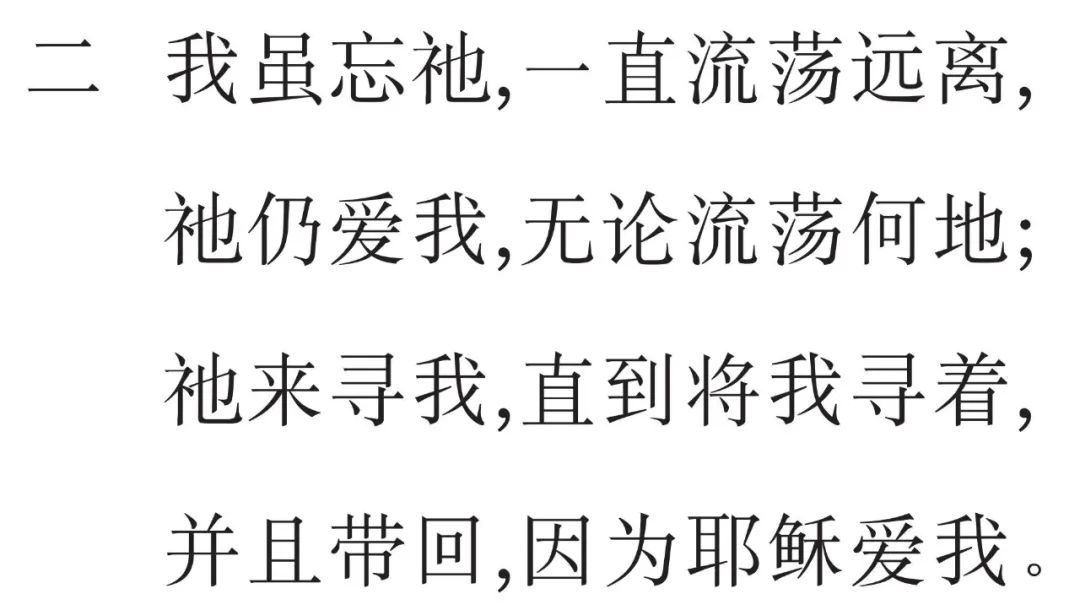 二 我虽忘祂,一直流荡远离,
祂仍爱我,无论流荡何地;
祂来寻我,直到将我寻着,
并且带回,因为耶稣爱我。